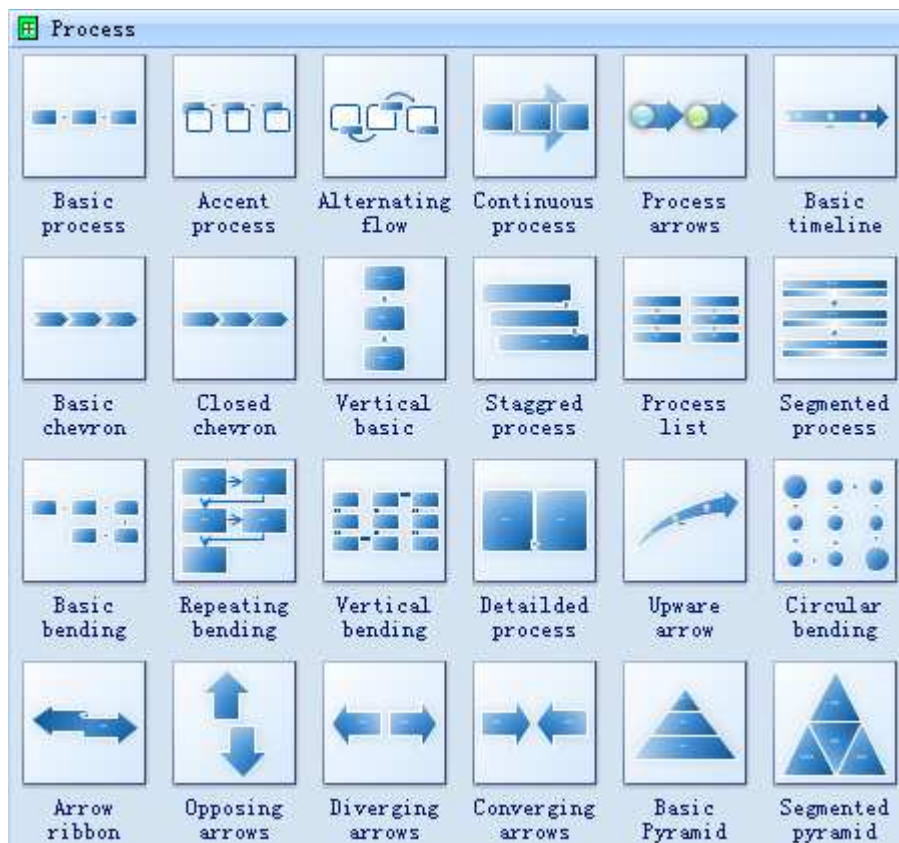 Process
Basic process
Accent process
Alternating flow
Continuous process
Process arrows
Basic timeline
Basic chevron
Closed chevron
Vertical basic
Staggred process
Process list
Segmented process
Basic bending
Repeating bending
Vertical bending
Detailded process
Upware arrow
Circular bending
Arrow ribbon
Opposing arrows
Diverging arrows
Converging arrows
Basic Pyramid
Segmented pyramid